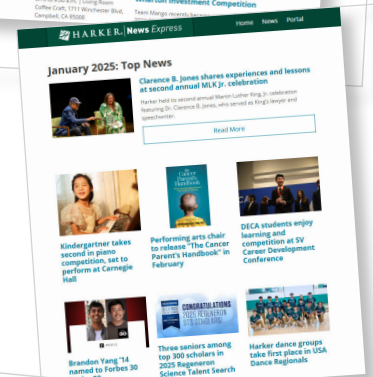 Living Room
Coffee Craft, 1711 Winchester Blvd,
Campbell, CA 95008
Wharton Investment Competition
Team Mango recently
HARKER. News Express
Home News Portal
January 2025: Top News
Clarence B. Jones shares experiences and lessons
at second annual MLK Jr. celebration
Harker held its second annual Martin Luther King, Jr. celebration
featuring Dr. Clarence B. Jones, who served as King's lawyer and
speechwriter.
Read More
Kindergartner takes
second in piano
competition, set to
perform at Carnegie
Hall
The
Cancer
Parent's
Handbook
Performing arts chair
to release "The Cancer
Parent's Handbook" in
February
DECA students enjoy
learning and
competition at SV
Career Development
Conference
Brandon Yang '14
named to Forbes 30
CONGRATULATIONS
2025 REGENERON
STS SCHOLARS
Three seniors among
top 300 scholars in
2025 Regeneron
Science Talent Search
Harker dance groups
take first place in USA
Dance Regionals